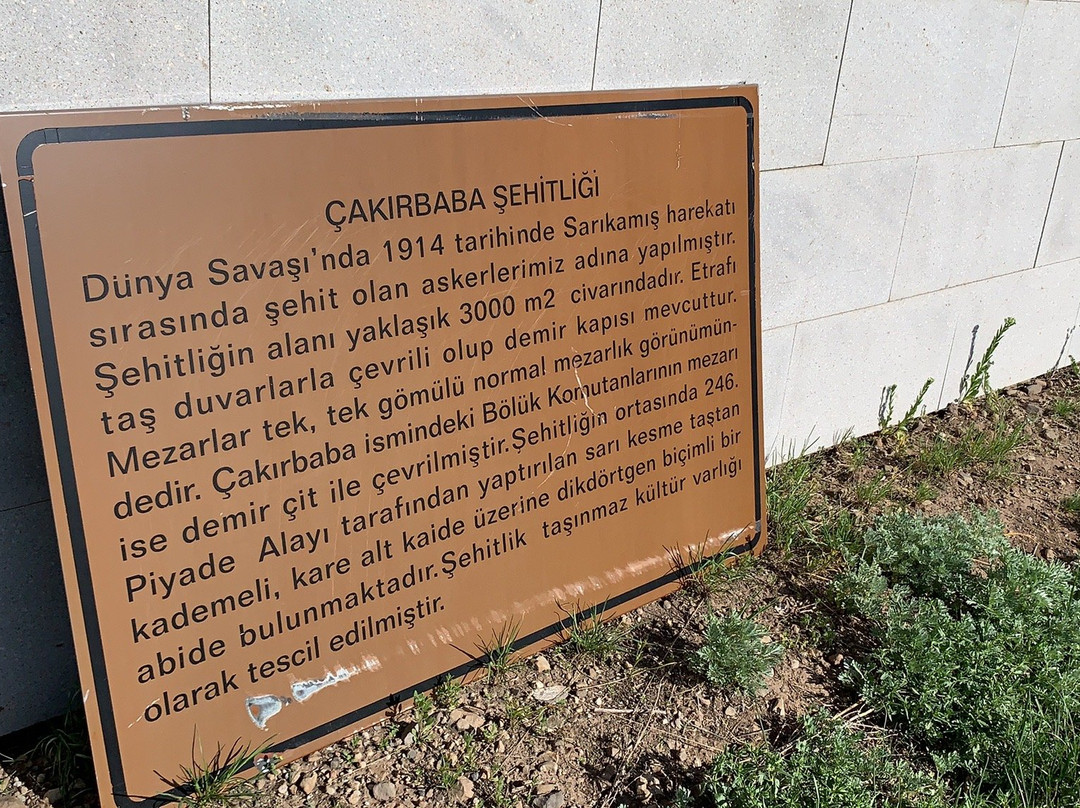 ÇAKIRBABA ŞEHİTLİĞİ
Dünya Savaşı'nda 1914 tarihinde Sarıkamış harekatı
sırasında şehit olan askerlerimiz adına yapılmıştır.
Şehitliğin alanı yaklaşık 3000 m2 civarındadır. Etrafı
taş duvarlarla çevrili olup demir kapısı mevcuttur.
Mezarlar tek, tek gömülü normal mezarlık görünümün-
dedir. Çakırbaba ismindeki Bölük Komutanlarının mezarı
ise demir çit ile çevrilmiştir.Şehitliğin ortasında 246.
Piyade Alayı tarafından yaptırılan sarı kesme taştan
kademeli, kare alt kaide üzerine dikdörtgen biçimli bir
abide bulunmaktadır.Şehitlik taşınmaz kültür varlığı
olarak tescil edilmiştir.